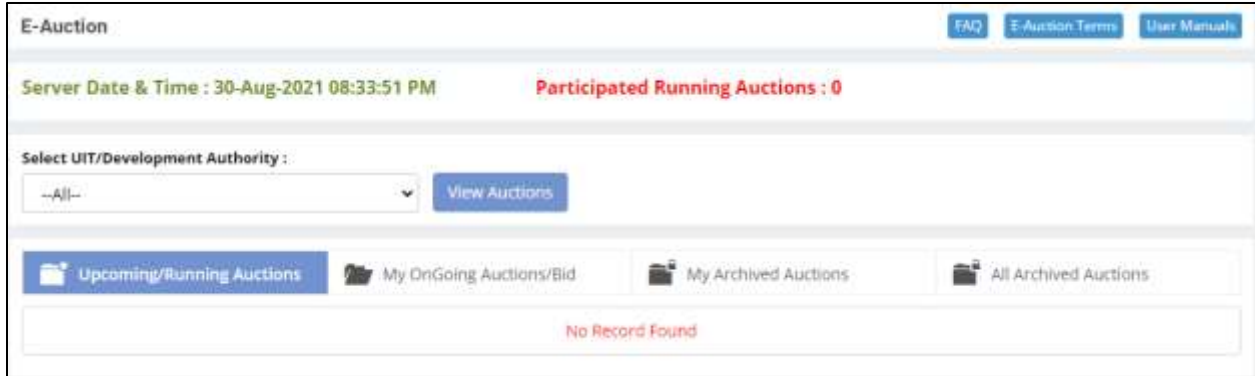 E-Auction
FAQ
E-Auction Terms
User Manuals
Server Date & Time : 30-Aug-2021 08:33:51 PM
Participated Running Auctions : 0
Select UIT/Development Authority :
--All--
View Auctions
Upcoming/Running Auctions
My OnGoing Auctions/Bid
My Archived Auctions
All Archived Auctions
No Record Found